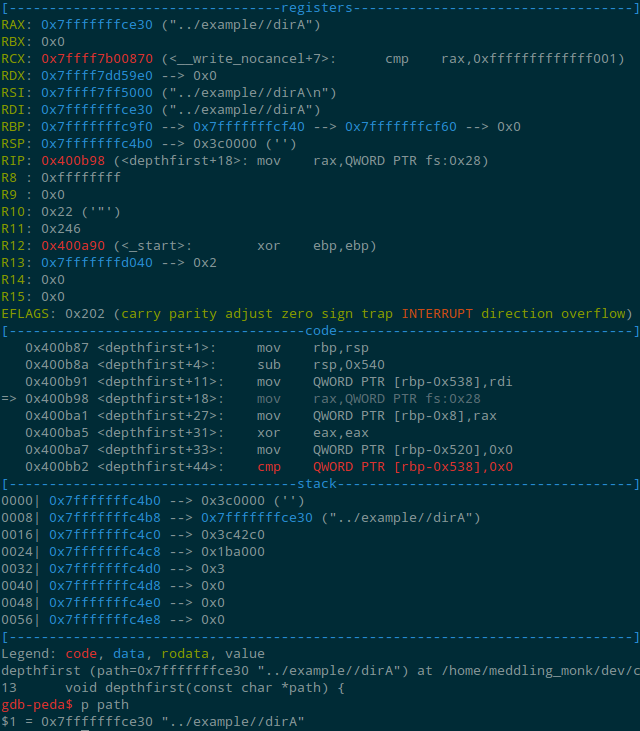 [----------------------------------registers-----------------------------------]
RAX: 0x7fffffffce30 ("../example//dirA")
RBX: 0x0
RCX: 0x7ffff7b00870 (<__write_nocancel+7>:      cmp    rax,0xfffffffffffff001)
RDX: 0x7ffff7dd59e0 --> 0x0
RSI: 0x7ffff7ff5000 ("../example//dirA\n")
RDI: 0x7fffffffce30 ("../example//dirA")
RBP: 0x7fffffffc9f0 --> 0x7fffffffcf40 --> 0x7fffffffcf60 --> 0x0
RSP: 0x7fffffffc4b0 --> 0x3c0000 ('')
RIP: 0x400b98 (<depthfirst+18>: mov    rax,QWORD PTR fs:0x28)
R8 : 0xffffffff
R9 : 0x0
R10: 0x22 ('"')
R11: 0x246
R12: 0x400a90 (<_start>:        xor    ebp,ebp)
R13: 0x7fffffffd040 --> 0x2
R14: 0x0
R15: 0x0
EFLAGS: 0x202 (carry parity adjust zero sign trap INTERRUPT direction overflow)
[-------------------------------------code-------------------------------------]
   0x400b87 <depthfirst+1>:    mov    rbp,rsp
   0x400b8a <depthfirst+4>:    sub    rsp,0x540
   0x400b91 <depthfirst+11>:   mov    QWORD PTR [rbp-0x538],rdi
=> 0x400b98 <depthfirst+18>:   mov    rax,QWORD PTR fs:0x28
   0x400ba1 <depthfirst+27>:   mov    QWORD PTR [rbp-0x8],rax
   0x400ba5 <depthfirst+31>:   xor    eax,eax
   0x400ba7 <depthfirst+33>:   mov    QWORD PTR [rbp-0x520],0x0
   0x400bb2 <depthfirst+44>:   cmp    QWORD PTR [rbp-0x538],0x0
[------------------------------------stack-------------------------------------]
0000| 0x7fffffffc4b0 --> 0x3c0000 ('')
0008| 0x7fffffffc4b8 --> 0x7fffffffce30 ("../example//dirA")
0016| 0x7fffffffc4c0 --> 0x3c42c0
0024| 0x7fffffffc4c8 --> 0x1ba000
0032| 0x7fffffffc4d0 --> 0x3
0040| 0x7fffffffc4d8 --> 0x0
0048| 0x7fffffffc4e0 --> 0x0
0056| 0x7fffffffc4e8 --> 0x0
[------------------------------------------------------------------------------]
Legend: code, data, rodata, value
depthfirst (path=0x7fffffffce30 "../example//dirA") at /home/meddling_monk/dev/c
13      void depthfirst(const char *path) {
gdb-peda$ p path
$1 = 0x7fffffffce30 "../example//dirA"